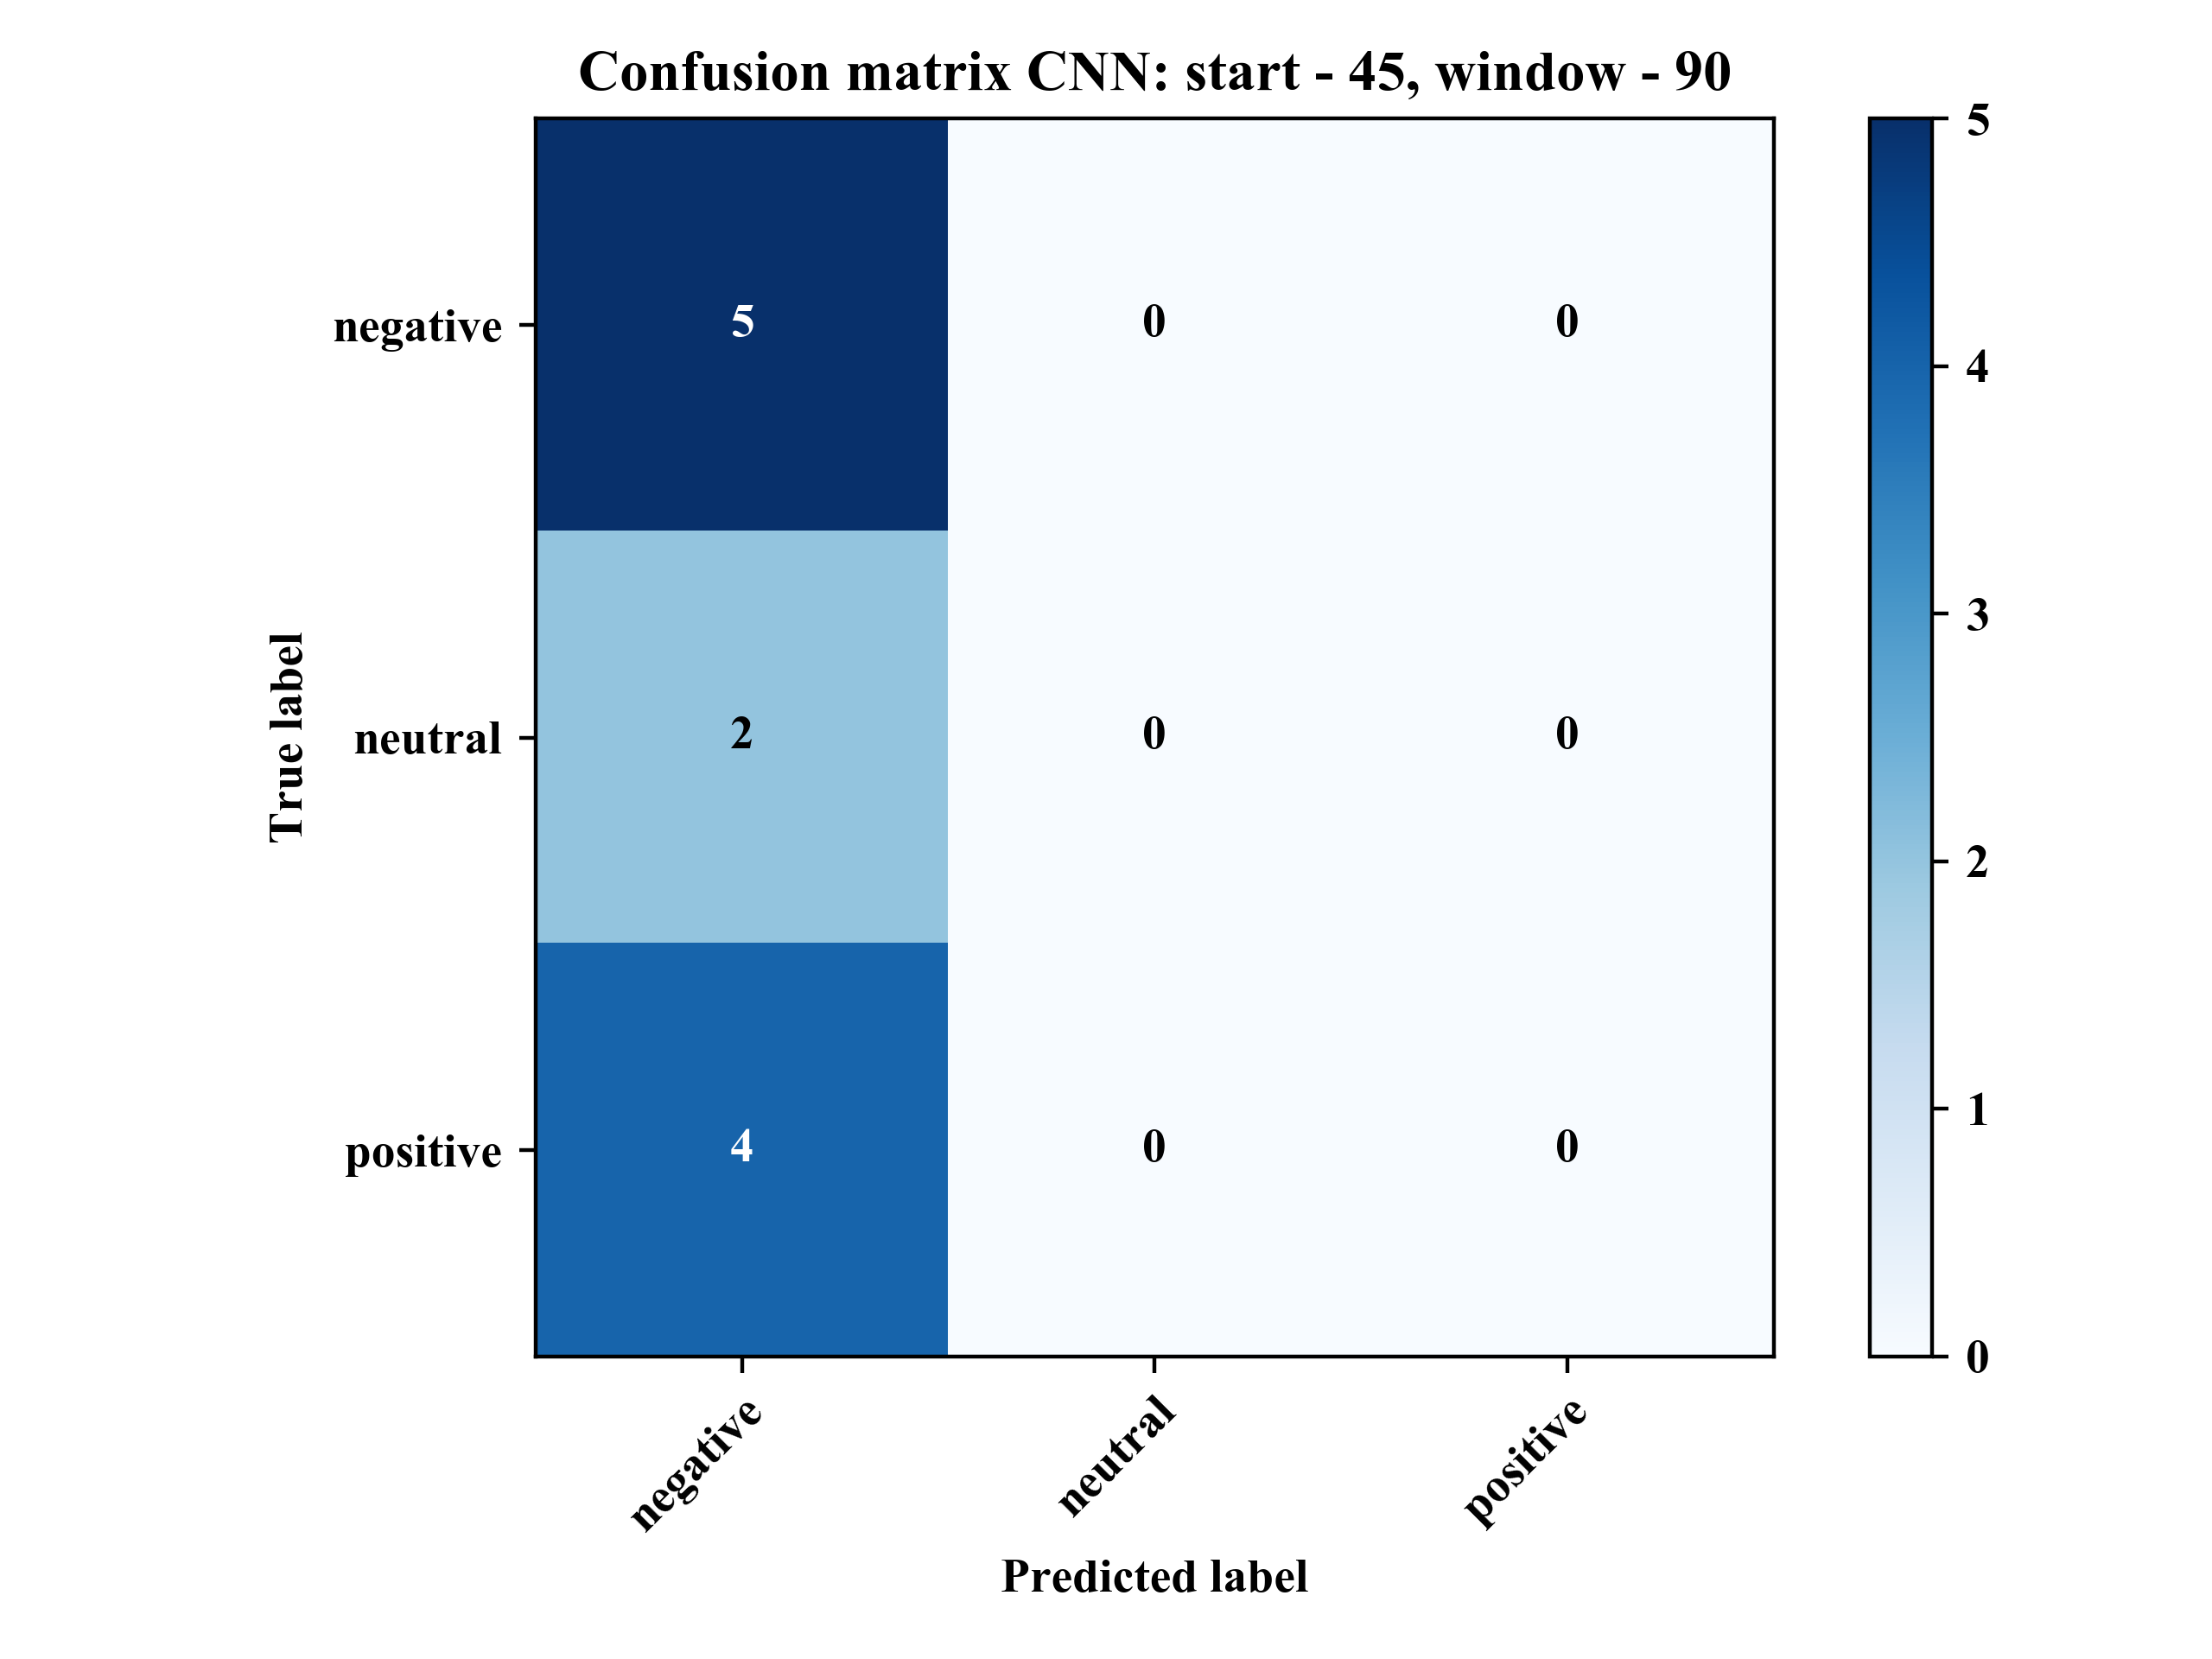 Confusion matrix CNN: start - 45, window - 90
True label
negative 5 0 0
neutral 2 0 0
positive 4 0 0
negative neutral positive
Predicted label
5
4
3
2
1
0